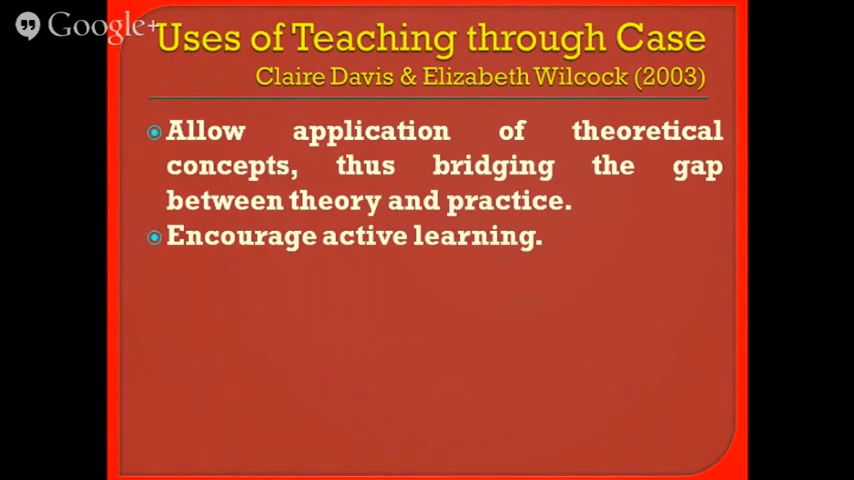 Google+
Uses of Teaching through Case
Claire Davis & Elizabeth Wilcock (2003)
Allow application of theoretical
concepts, thus bridging the gap
between theory and practice.
Encourage active learning.